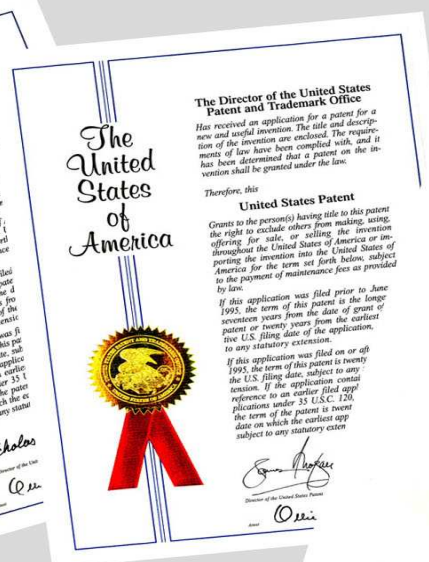 The
United
States
of
America
The Director of the United States
Patent and Trademark Office
Has received an application for a patent for a
new and useful invention. The title and descrip-
tion of the invention are enclosed. The require-
ments of law have been complied with, and it
has been determined that a patent on the in-
vention shall be granted under the law.
Therefore, this
United States Patent
Grants to the person(s) having title to this patent
the right to exclude others from making, using,
offering for sale, or selling the invention
throughout the United States of America or im-
porting the invention into the United States of
America for the term set forth below, subject
to the payment of maintenance fees as provided
by law.
If this application was filed prior to June
1995, the term of this patent is the longe
seventeen years from the date of grant of
patent or twenty years from the earliest
tive U.S. filing date of the application,
to any statutory extension.
If this application was filed on or aft
1995, the term of this patent is twenty
the U.S. filing date, subject to any
tension. If the application contai
reference to an earlier filed appl
plications under 35 U.S.C. 120,
the term of the patent is twent
date on which the earliest app
subject to any statutory exten
Director of the United States Patent
Attest